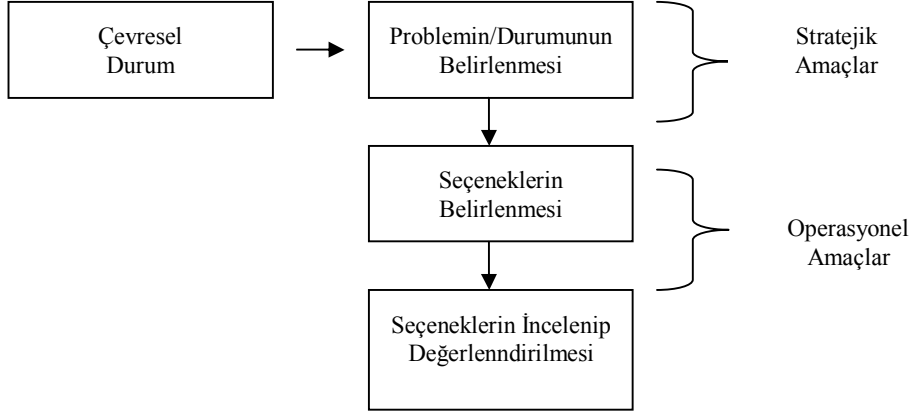 Çevresel
Durum
Problemin/Durumunun
Belirlenmesi
Stratejik
Amaçlar
Seçeneklerin
Belirlenmesi
Operasyonel
Amaçlar
Seçeneklerin İncelenip
Değerlenndirilmesi